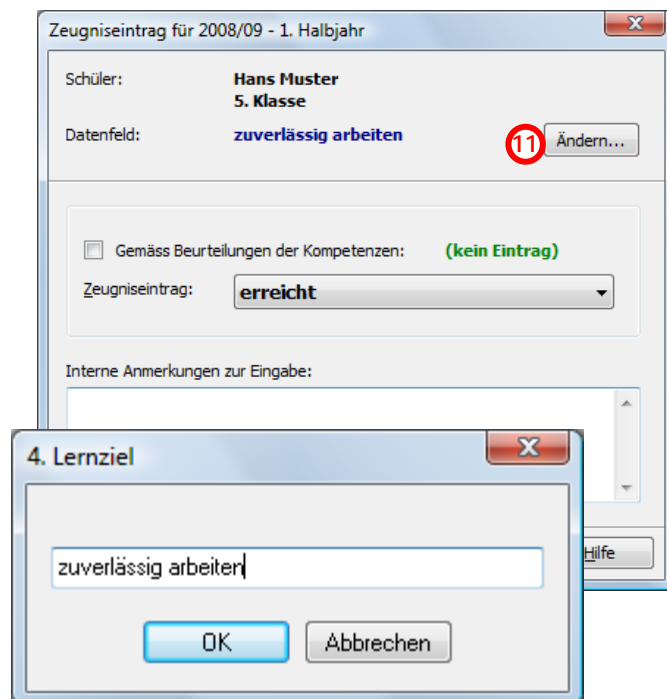 Zeugniseintrag für 2008/09 - 1. Halbjahr
Schüler: Hans Muster
5. Klasse
Datenfeld: zuverlässig arbeiten 11 Ändern...
Gemäss Beurteilungen der Kompetenzen: (kein Eintrag)
Zeugniseintrag: erreicht
Interne Anmerkungen zur Eingabe:
4. Lernziel
zuverlässig arbeiten
OK Abbrechen
Hilfe